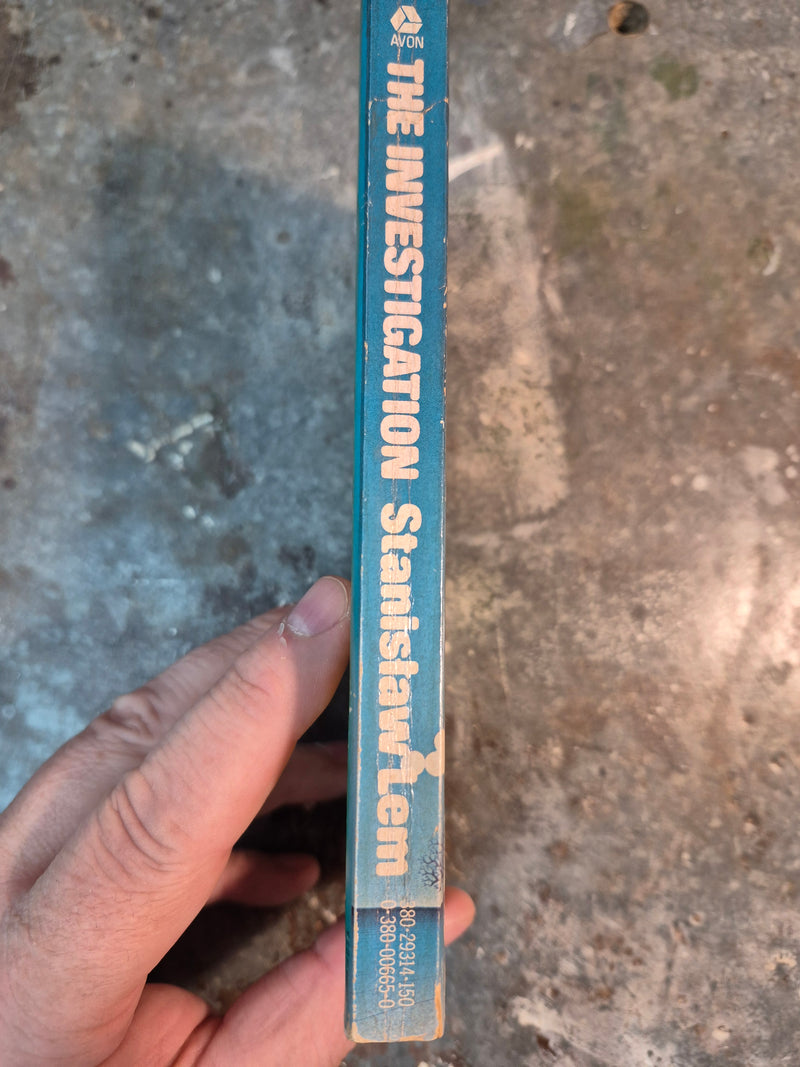 AVON
THE INVESTIGATION Stanisław Lem
380-29314-150
0-380-00665-0